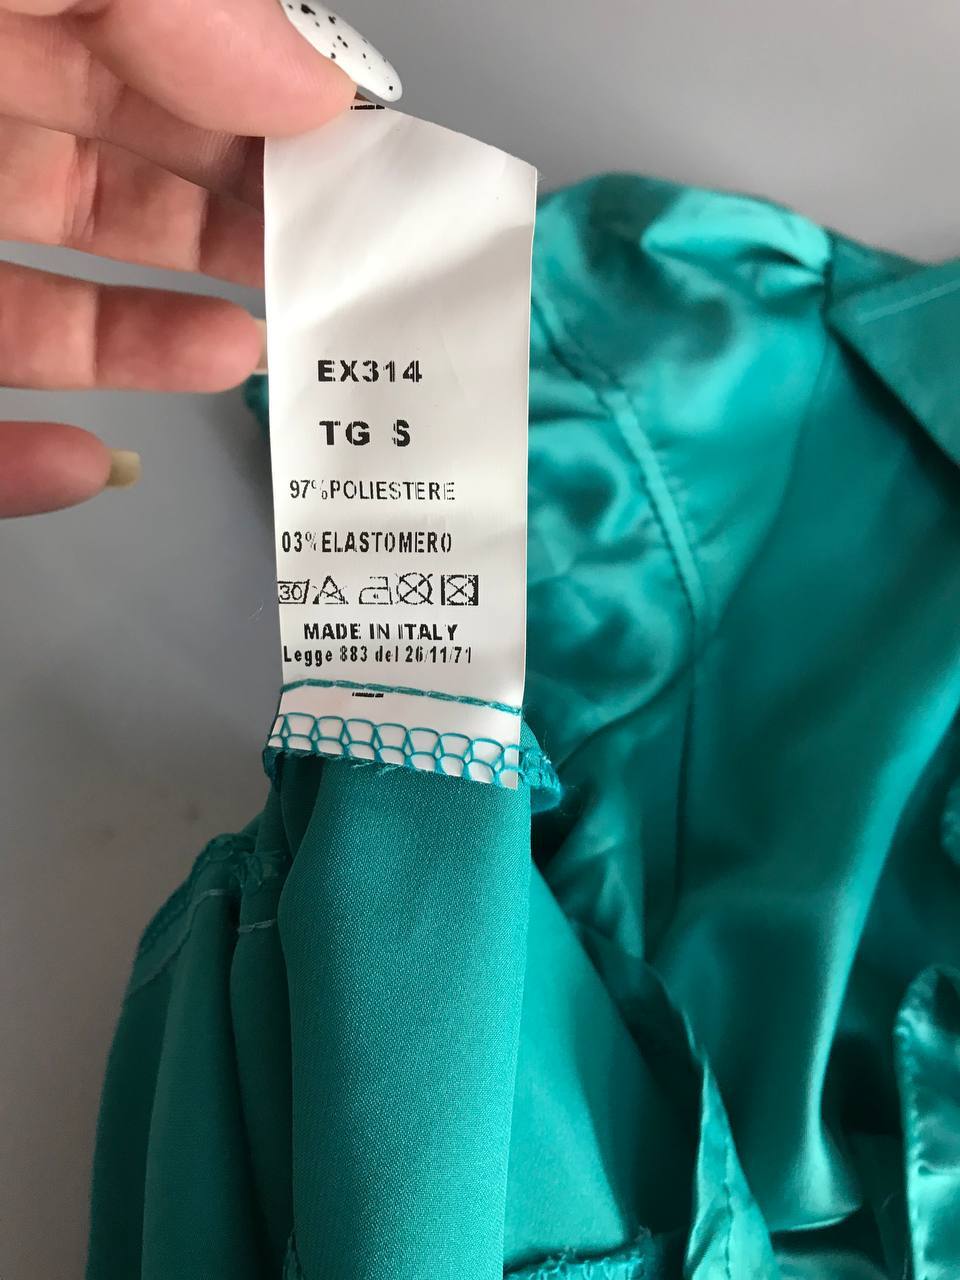 EX314
TG S
97%POLIESTERE
03%ELASTOMERO
30
MADE IN ITALY
Legge 883 del 26/11/71